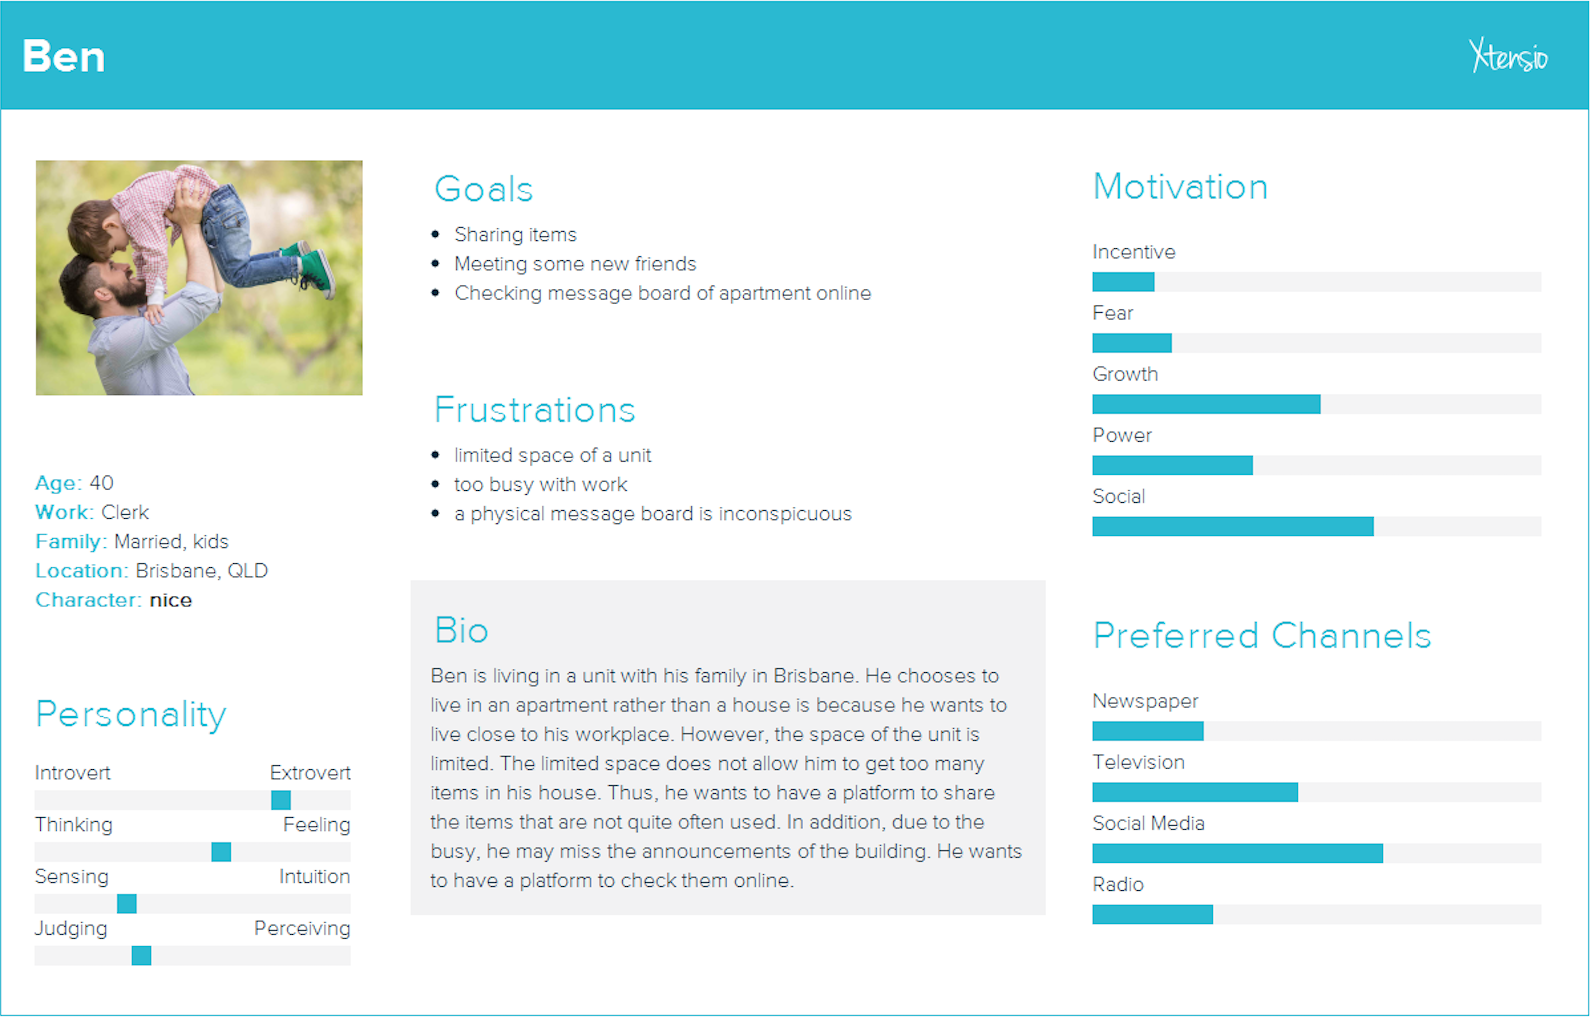 Ben
Xtensio
Age: 40
Work: Clerk
Family: Married, kids
Location: Brisbane, QLD
Character: nice
Personality
Introvert Extrovert
Thinking Feeling
Sensing Intuition
Judging Perceiving
Goals
Sharing items
Meeting some new friends
Checking message board of apartment online
Frustrations
limited space of a unit
too busy with work
a physical message board is inconspicuous
Bio
Ben is living in a unit with his family in Brisbane. He chooses to
live in an apartment rather than a house is because he wants to
live close to his workplace. However, the space of the unit is
limited. The limited space does not allow him to get too many
items in his house. Thus, he wants to have a platform to share
the items that are not quite often used. In addition, due to the
busy, he may miss the announcements of the building. He wants
to have a platform to check them online.
Motivation
Incentive
Fear
Growth
Power
Social
Preferred Channels
Newspaper
Television
Social Media
Radio